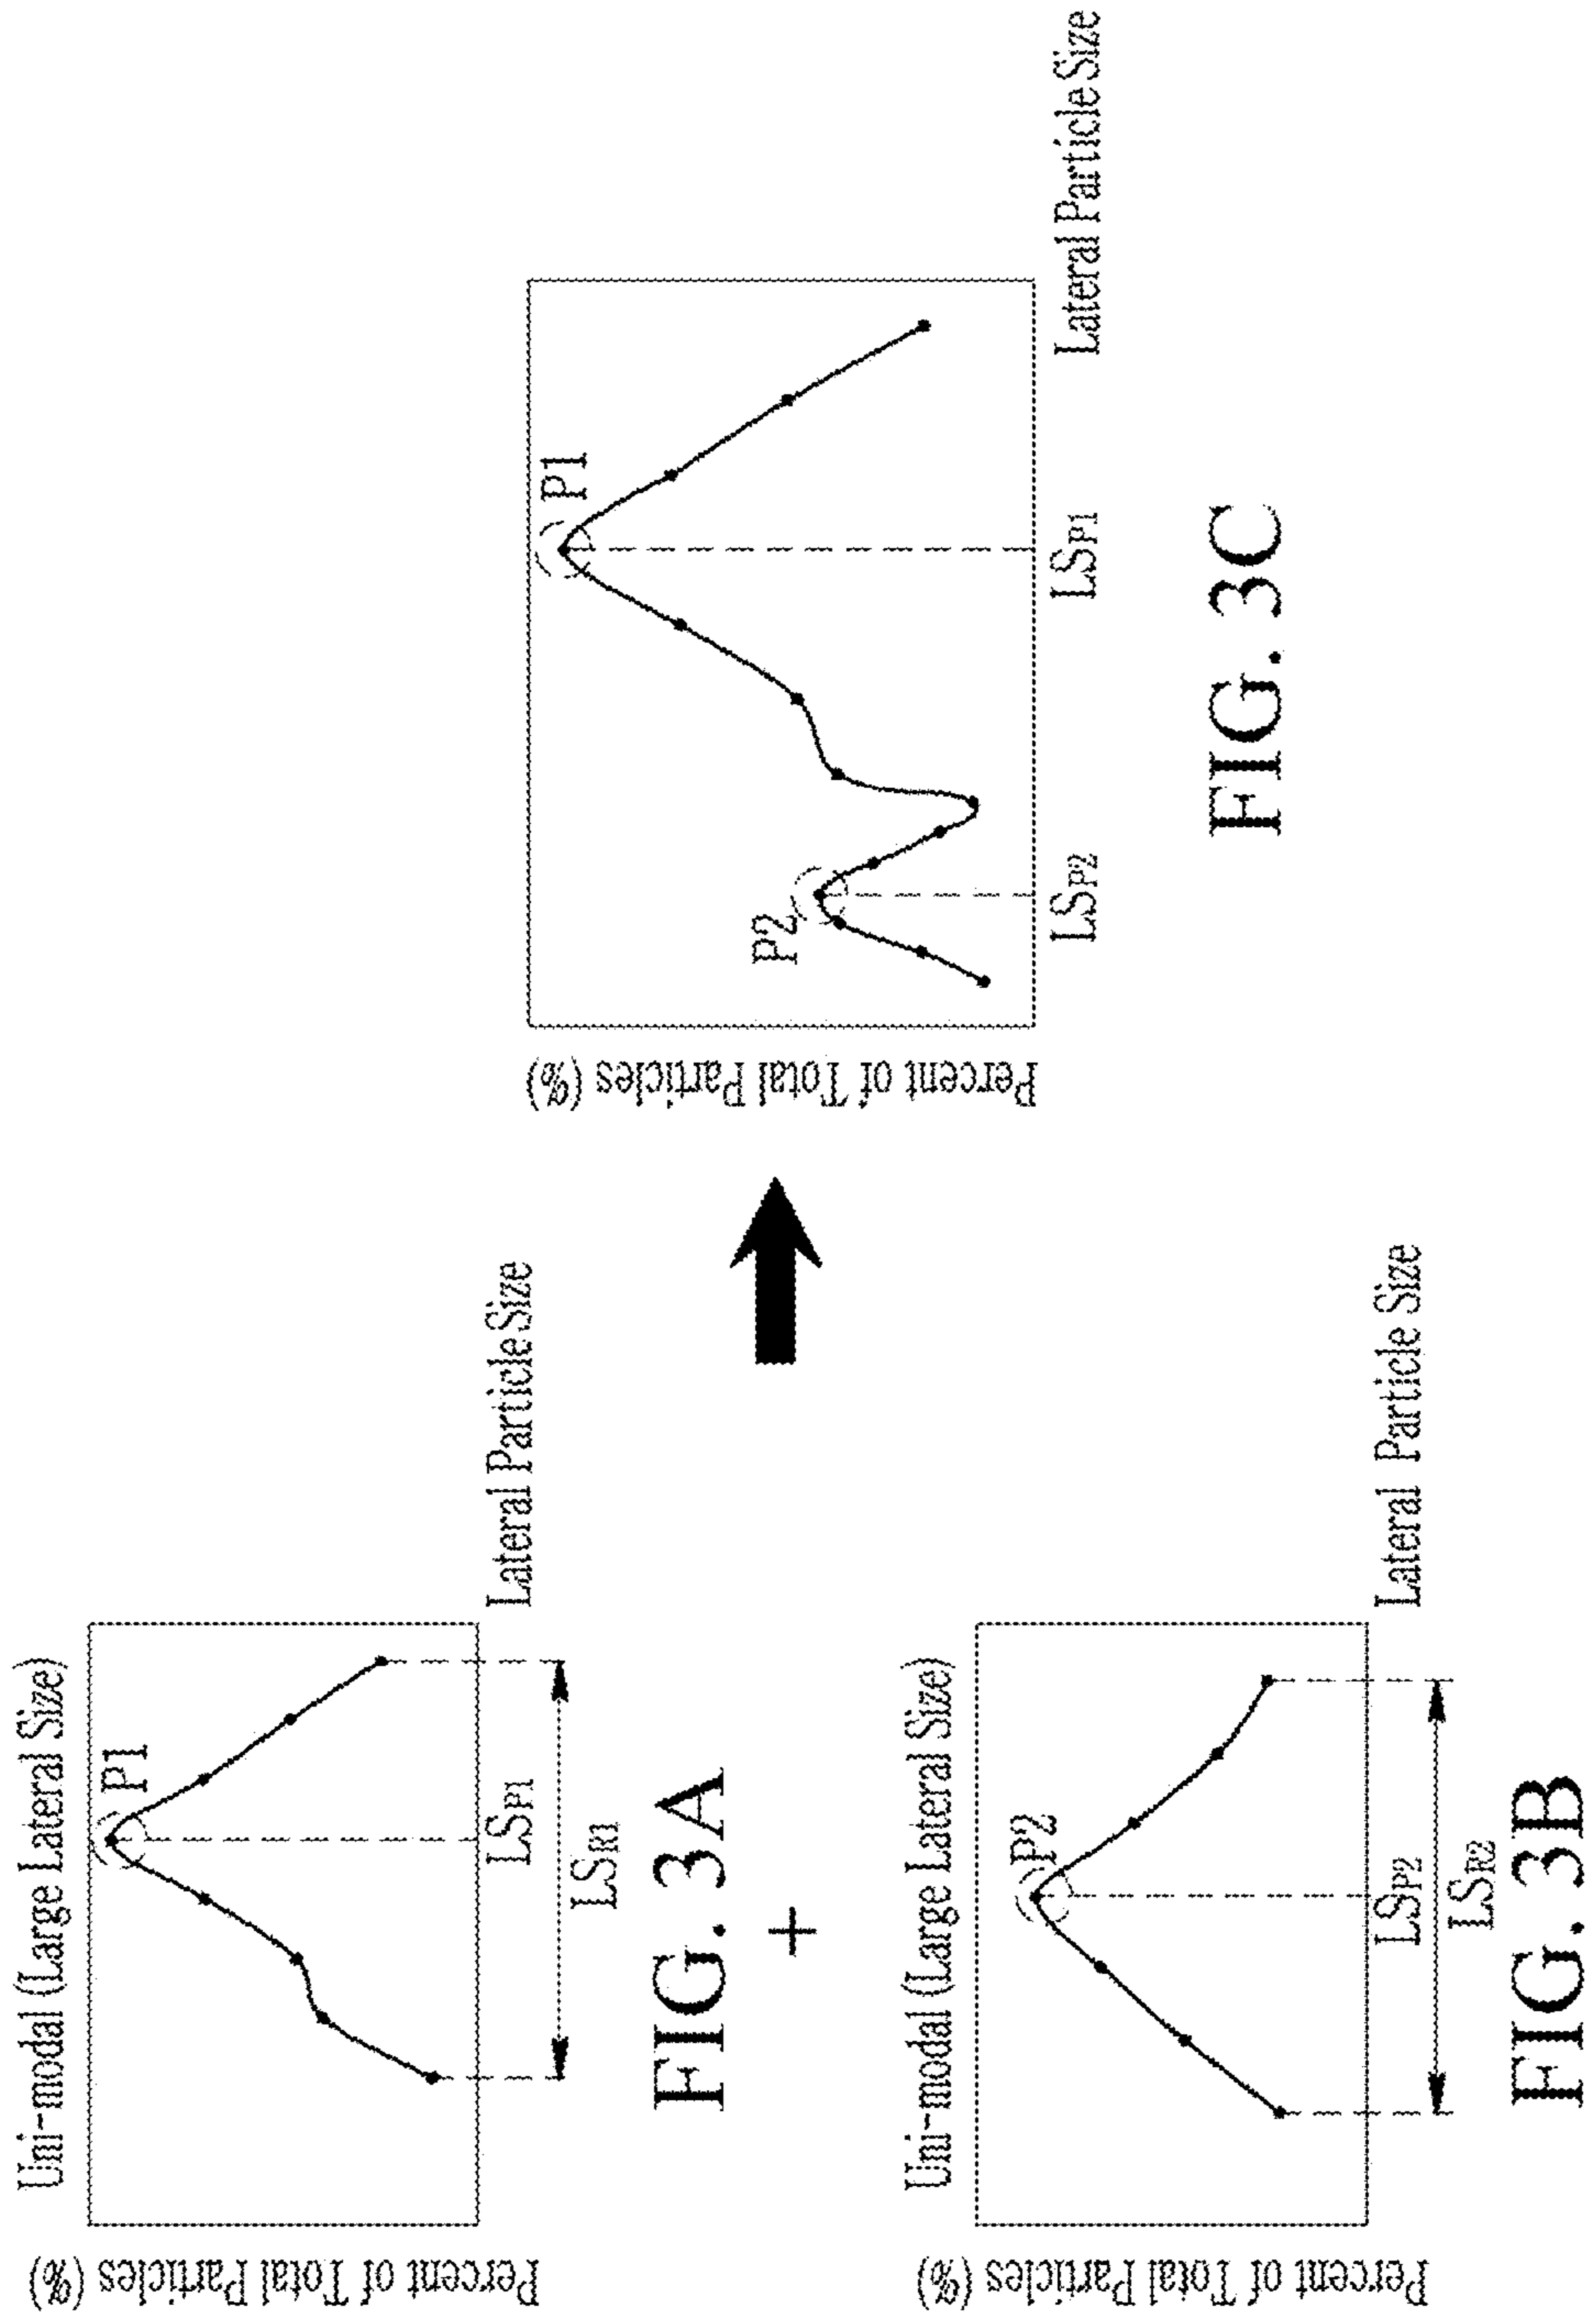 Uni-modal (Large Lateral Size)
Percent of Total Particles (%)
P1
Lateral Particle Size
LSP1
LSR1
FIG. 3A
+
Uni-modal (Large Lateral Size)
Percent of Total Particles (%)
P2
Lateral Particle Size
LSP2
LSR2
FIG. 3B
Percent of Total Particles (%)
P1
P2
LSP2
LSP1
Lateral Particle Size
FIG. 3C